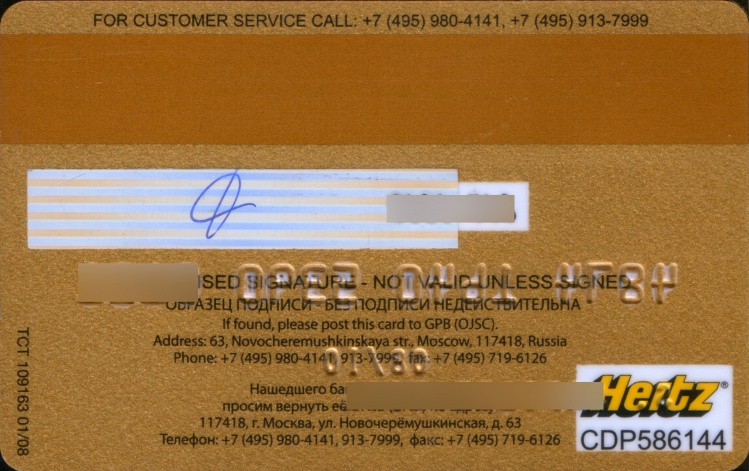 FOR CUSTOMER SERVICE CALL: +7 (495) 980-4141, +7 (495) 913-7999
SIGNATURE - NOT VALID UNLESS SIGNED
ОБРАЗЕЦ ПОДПИСИ - БЕЗ ПОДПИСИ НЕДЕЙСТВИТЕЛЬНА
If found, please post this card to GPB (OJSC).
Address: 63, Novocheremushkinskaya str., Moscow, 117418, Russia
Phone: +7 (495) 980-4141, 913-7999, fax: +7 (495) 719-6126
Нашедшего
просим вернуть её
117418, г. Москва, ул. Новочерёмушкинская, д. 63
Телефон: +7 (495) 980-4141, 913-7999, факс: +7 (495) 719-6126
TCT 109163 01/08
Hertz®
CDP586144